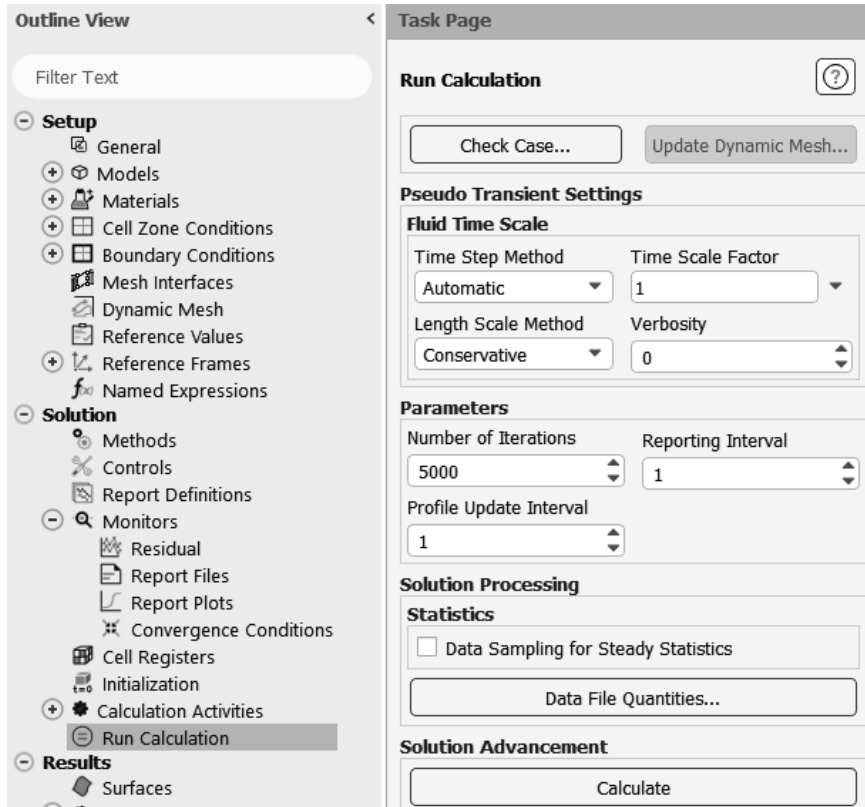 Outline View
<
Filter Text
Setup
General
Models
Materials
Cell Zone Conditions
Boundary Conditions
Mesh Interfaces
Dynamic Mesh
Reference Values
Reference Frames
Named Expressions
Solution
Methods
Controls
Report Definitions
Monitors
Residual
Report Files
Report Plots
Convergence Conditions
Cell Registers
t=0 Initialization
Calculation Activities
Run Calculation
Results
Surfaces
Task Page
Run Calculation ?
Check Case... Update Dynamic Mesh...
Pseudo Transient Settings
Fluid Time Scale
Time Step Method Time Scale Factor
Automatic 1
Length Scale Method Verbosity
Conservative 0
Parameters
Number of Iterations Reporting Interval
5000 1
Profile Update Interval
1
Solution Processing
Statistics
Data Sampling for Steady Statistics
Data File Quantities...
Solution Advancement
Calculate